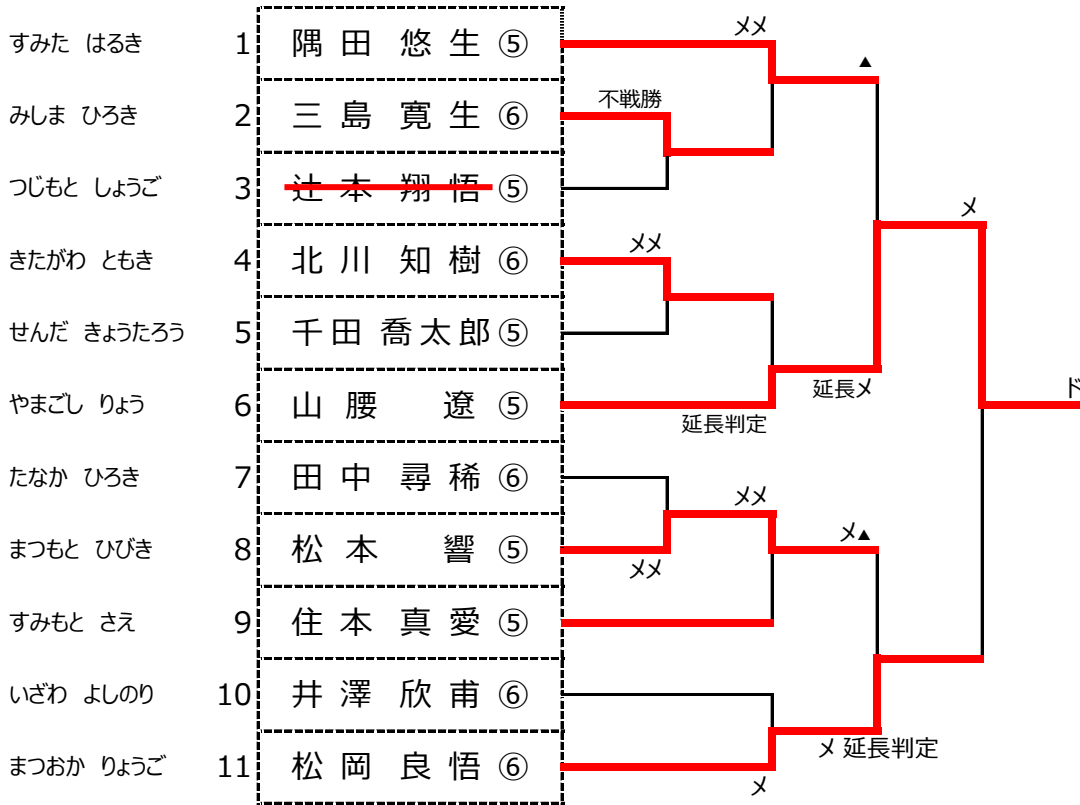 すみた はるき 1 隅田 悠生 ⑤ メメ
▲
みしま ひろき 2 三島 寛生 ⑥ 不戦勝
つじもと しょうご 3 辻本 翔悟 ⑤
メ
きたがわ ともき 4 北川 知樹 ⑥ メメ
せんだ きょうたろう 5 千田 喬太郎 ⑤
延長メ
ド
やまごし りょう 6 山腰 遼 ⑤ 延長判定
たなか ひろき 7 田中 尋稀 ⑥ メメ
メ▲
まつもと ひびき 8 松本 響 ⑤ メメ
すみもと さえ 9 住本 真愛 ⑤
いざわ よしのり 10 井澤 欣甫 ⑥
メ 延長判定
まつおか りょうご 11 松岡 良悟 ⑥ メ